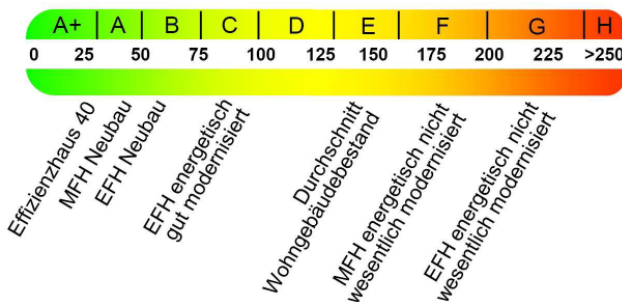 A+ A B C D E F G H
0 25 50 75 100 125 150 175 200 225 >250
Effizienzhaus 40
MFH Neubau
EFH Neubau
EFH energetisch
gut modernisiert
Durchschnitt
Wohngebäudebestand
MFH energetisch nicht
wesentlich modernisiert
EFH energetisch nicht
wesentlich modernisiert